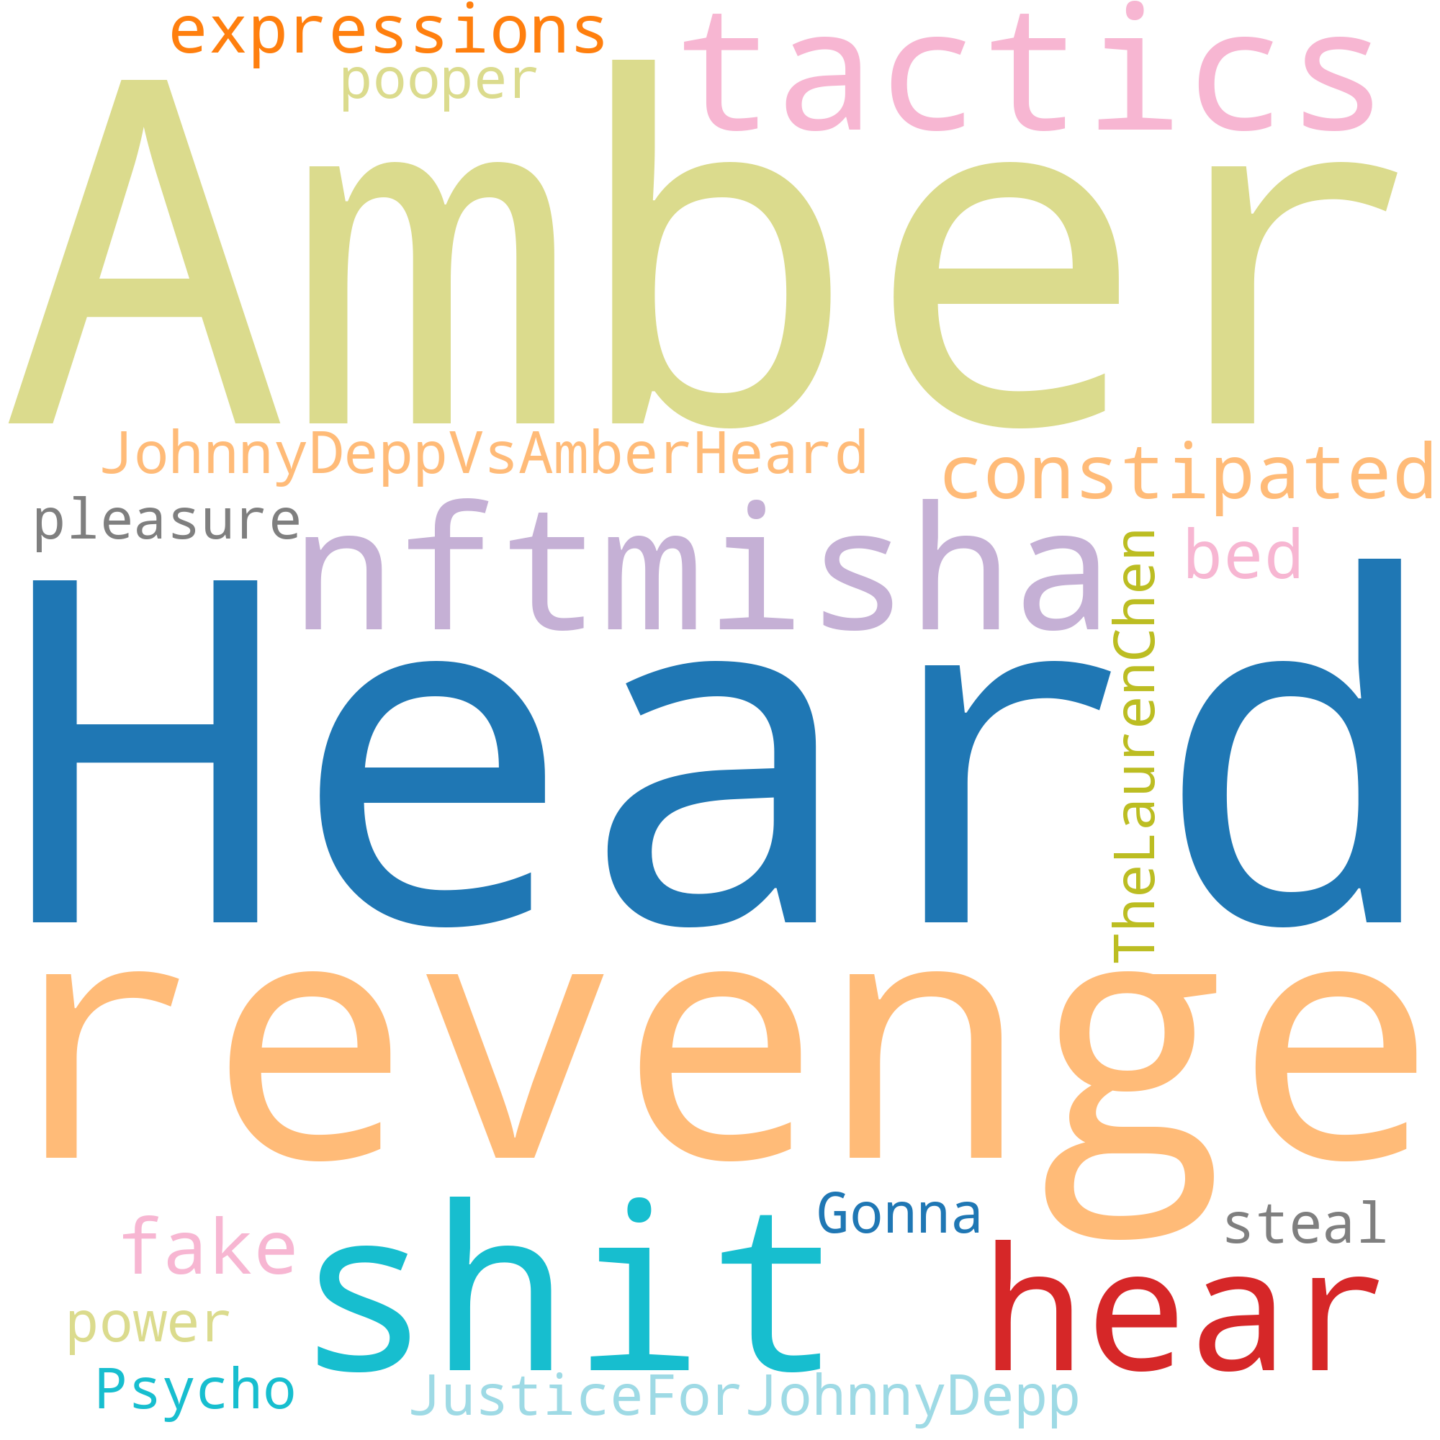 expressions
tactics
pooper
Amber
JohnnyDeppVsAmberHeard
constipated
pleasure
nftmisha
bed
TheLaurenChen
Heard
revenge
Gonna
steal
fake
shit
hear
power
Psycho
JusticeForJohnnyDepp